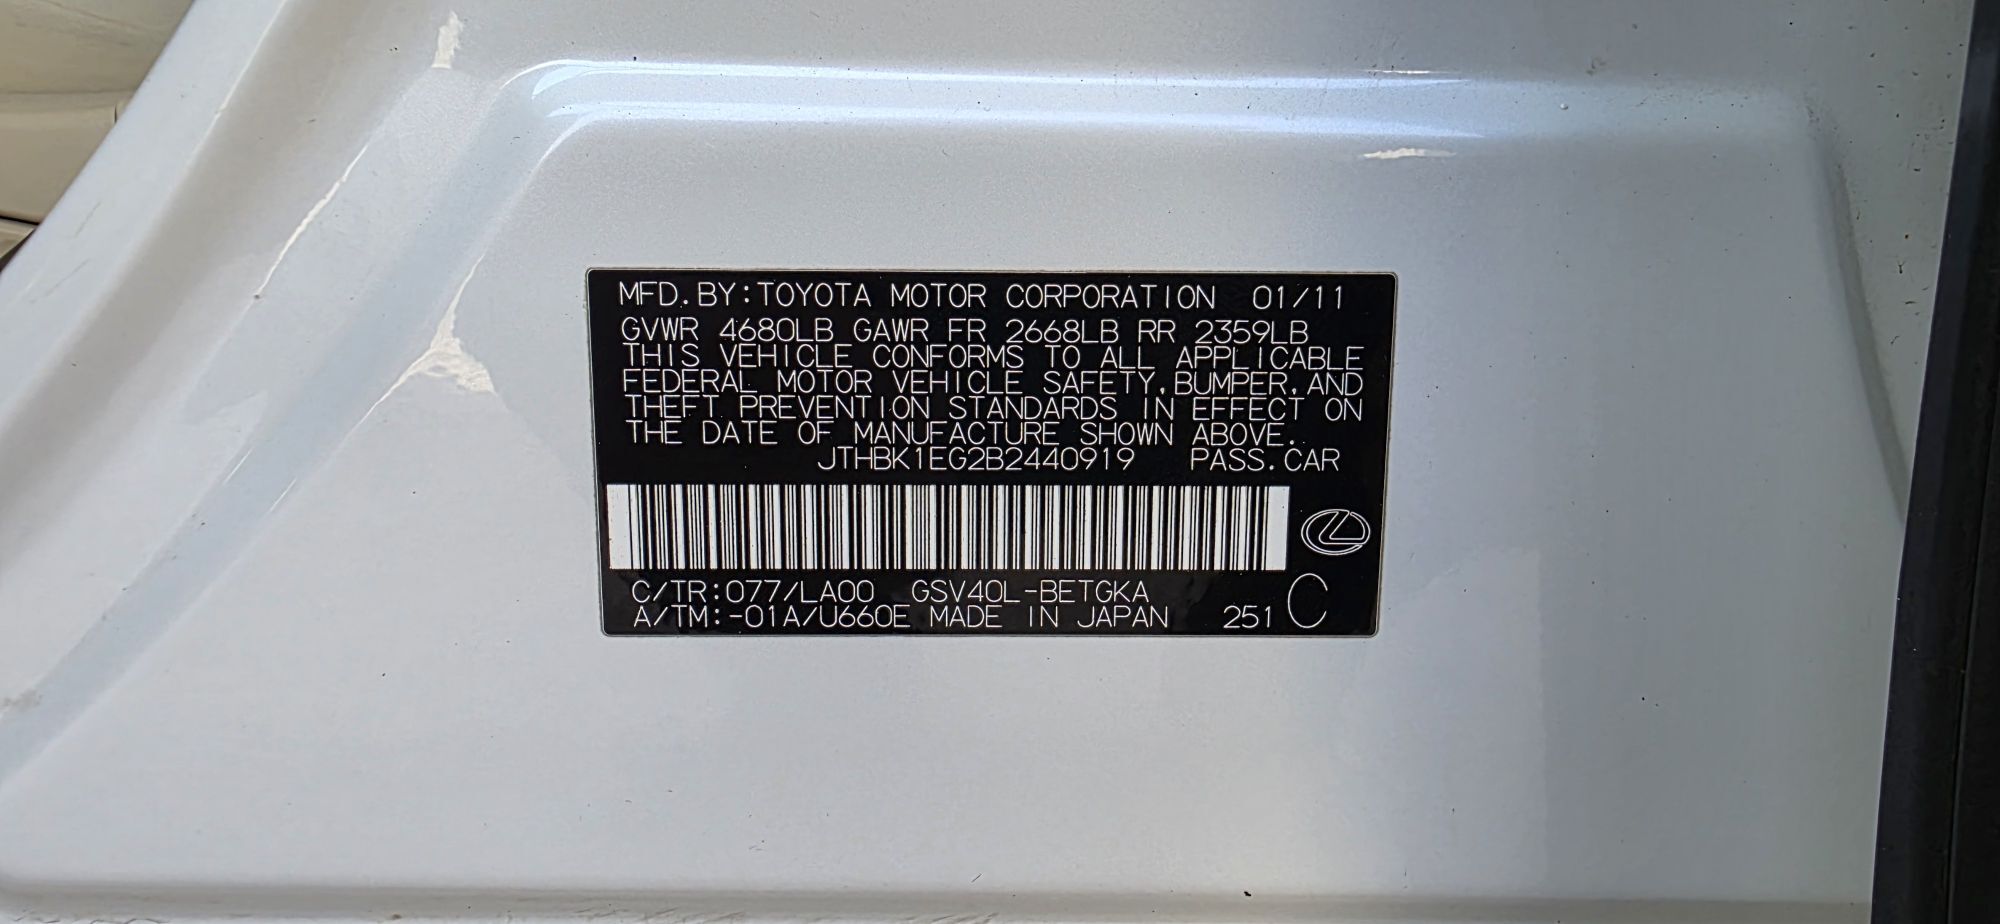 MFD.BY:TOYOTA MOTOR CORPORATION 01/11
GVWR 4680LB GAWR FR 2668LB RR 2359LB
THIS VEHICLE CONFORMS TO ALL APPLICABLE
FEDERAL MOTOR VEHICLE SAFETY,BUMPER,AND
THEFT PREVENTION STANDARDS IN EFFECT ON
THE DATE OF MANUFACTURE SHOWN ABOVE.
JTHBK1EG2B2440919 PASS.CAR
C/TR:077/LA00 GSV40L-BETGKA
A/TM:-01A/U660E MADE IN JAPAN 251 C